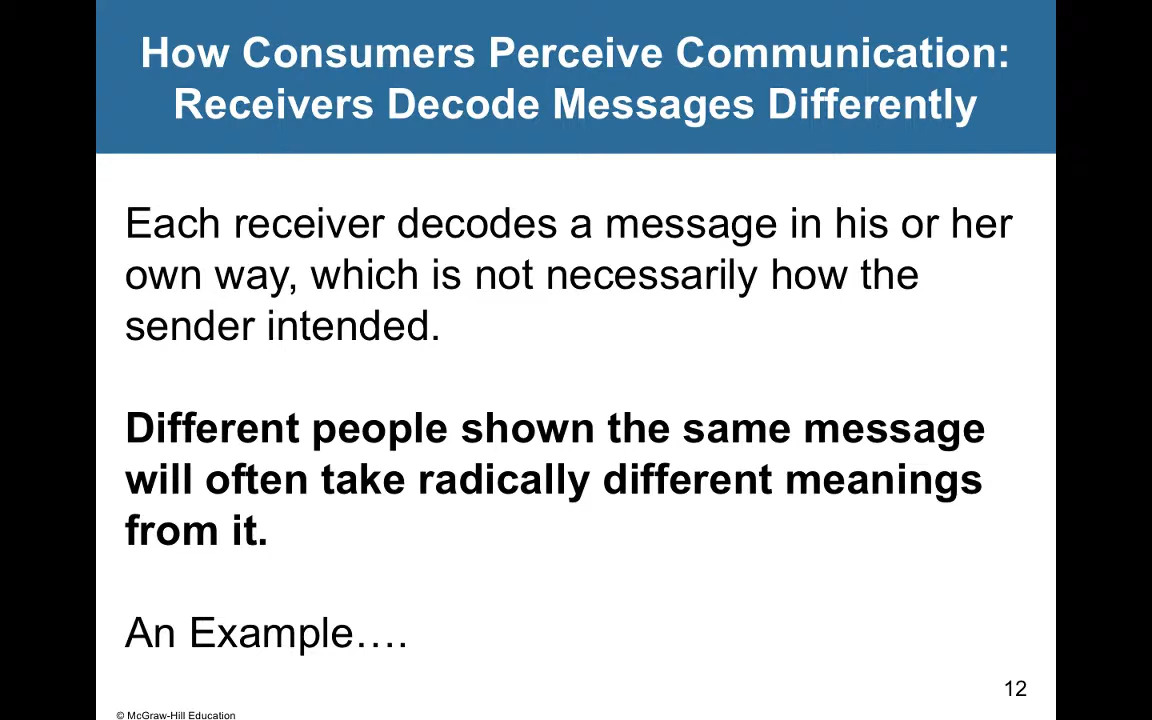 How Consumers Perceive Communication:
Receivers Decode Messages Differently
Each receiver decodes a message in his or her
own way, which is not necessarily how the
sender intended.
Different people shown the same message
will often take radically different meanings
from it.
An Example….
12
© McGraw-Hill Education